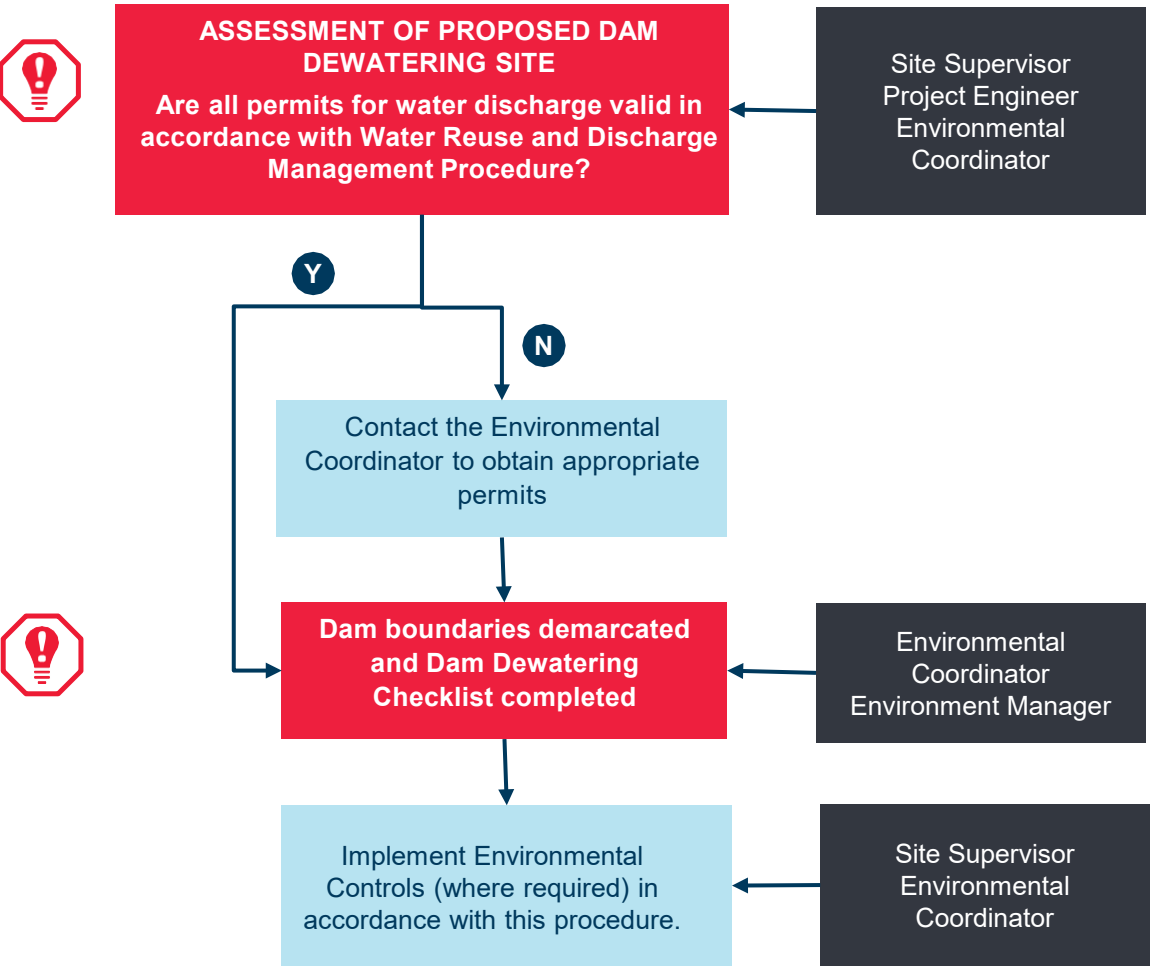 ASSESSMENT OF PROPOSED DAM
DEWATERING SITE
Are all permits for water discharge valid in
accordance with Water Reuse and Discharge
Management Procedure?
Site Supervisor
Project Engineer
Environmental
Coordinator
Y
N
Contact the Environmental
Coordinator to obtain appropriate
permits
Dam boundaries demarcated
and Dam Dewatering
Checklist completed
Environmental
Coordinator
Environment Manager
Implement Environmental
Controls (where required) in
accordance with this procedure.
Site Supervisor
Environmental
Coordinator